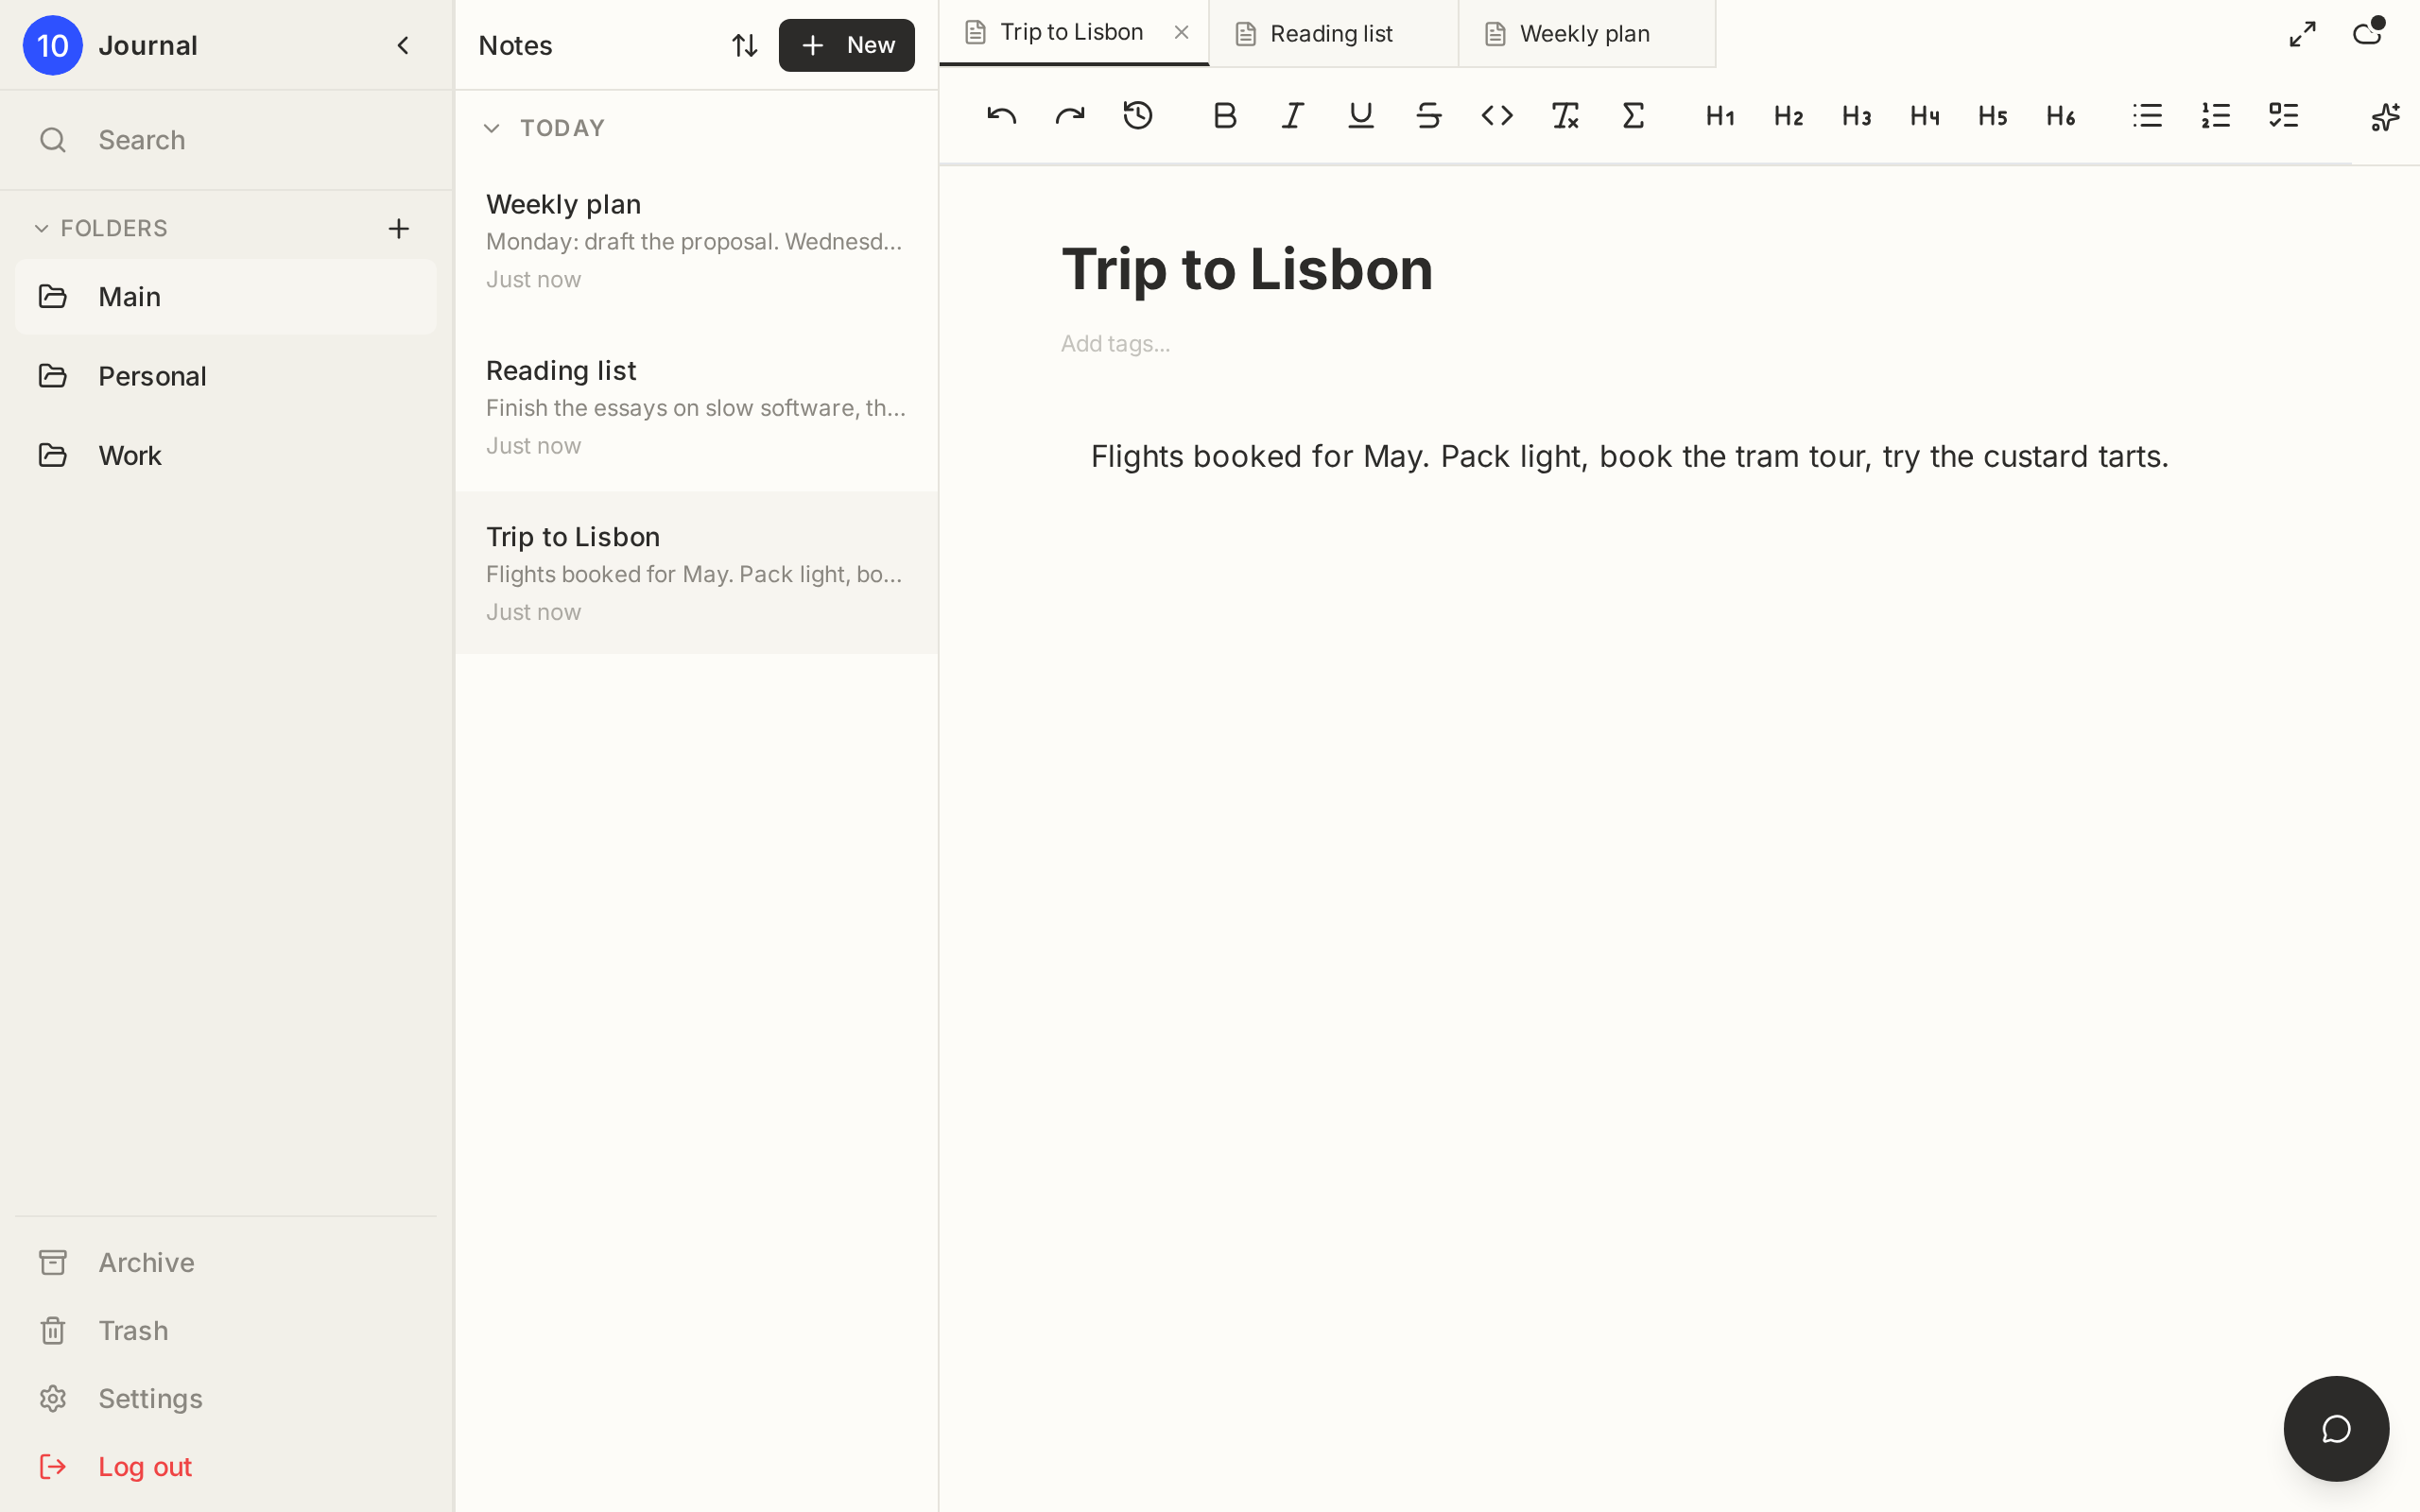 10 Journal
Search
FOLDERS
Main
Personal
Work
Archive
Trash
Settings
Log out
Notes
New
TODAY
Weekly plan
Monday: draft the proposal. Wednesd...
Just now
Reading list
Finish the essays on slow software, th...
Just now
Trip to Lisbon
Flights booked for May. Pack light, bo...
Just now
Trip to Lisbon
Reading list
Weekly plan
H1 H2 H3 H4 H5 H6
Trip to Lisbon
Add tags...
Flights booked for May. Pack light, book the tram tour, try the custard tarts.